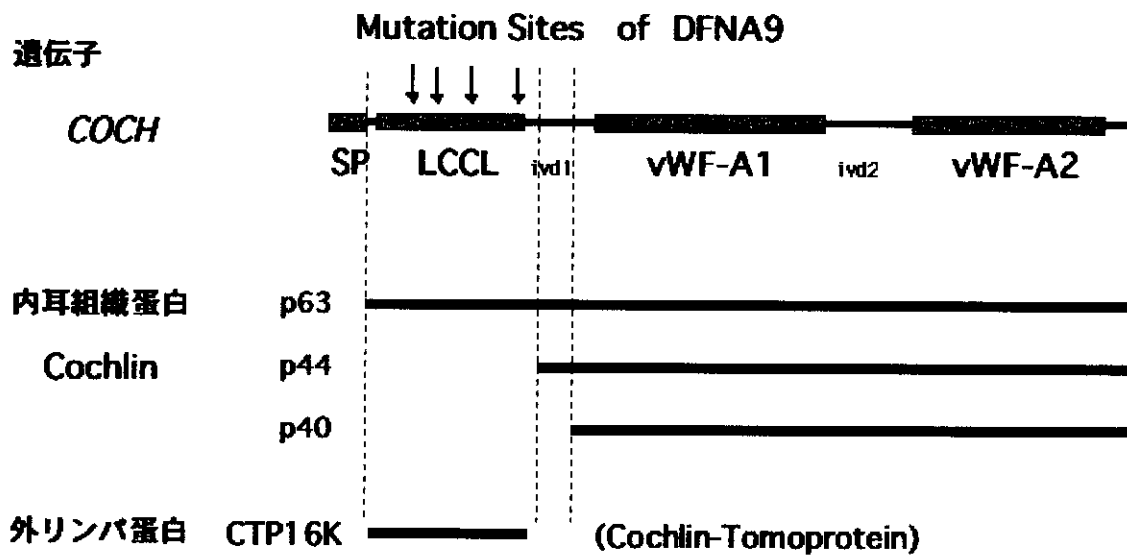 Mutation Sites of DFNA9
遺伝子
COCH
SP LCCL ivd1 vWF-A1 ivd2 vWF-A2
内耳組織蛋白 p63
Cochlin p44
p40
外リンパ蛋白 CTP16K (Cochlin-Tomoprotein)